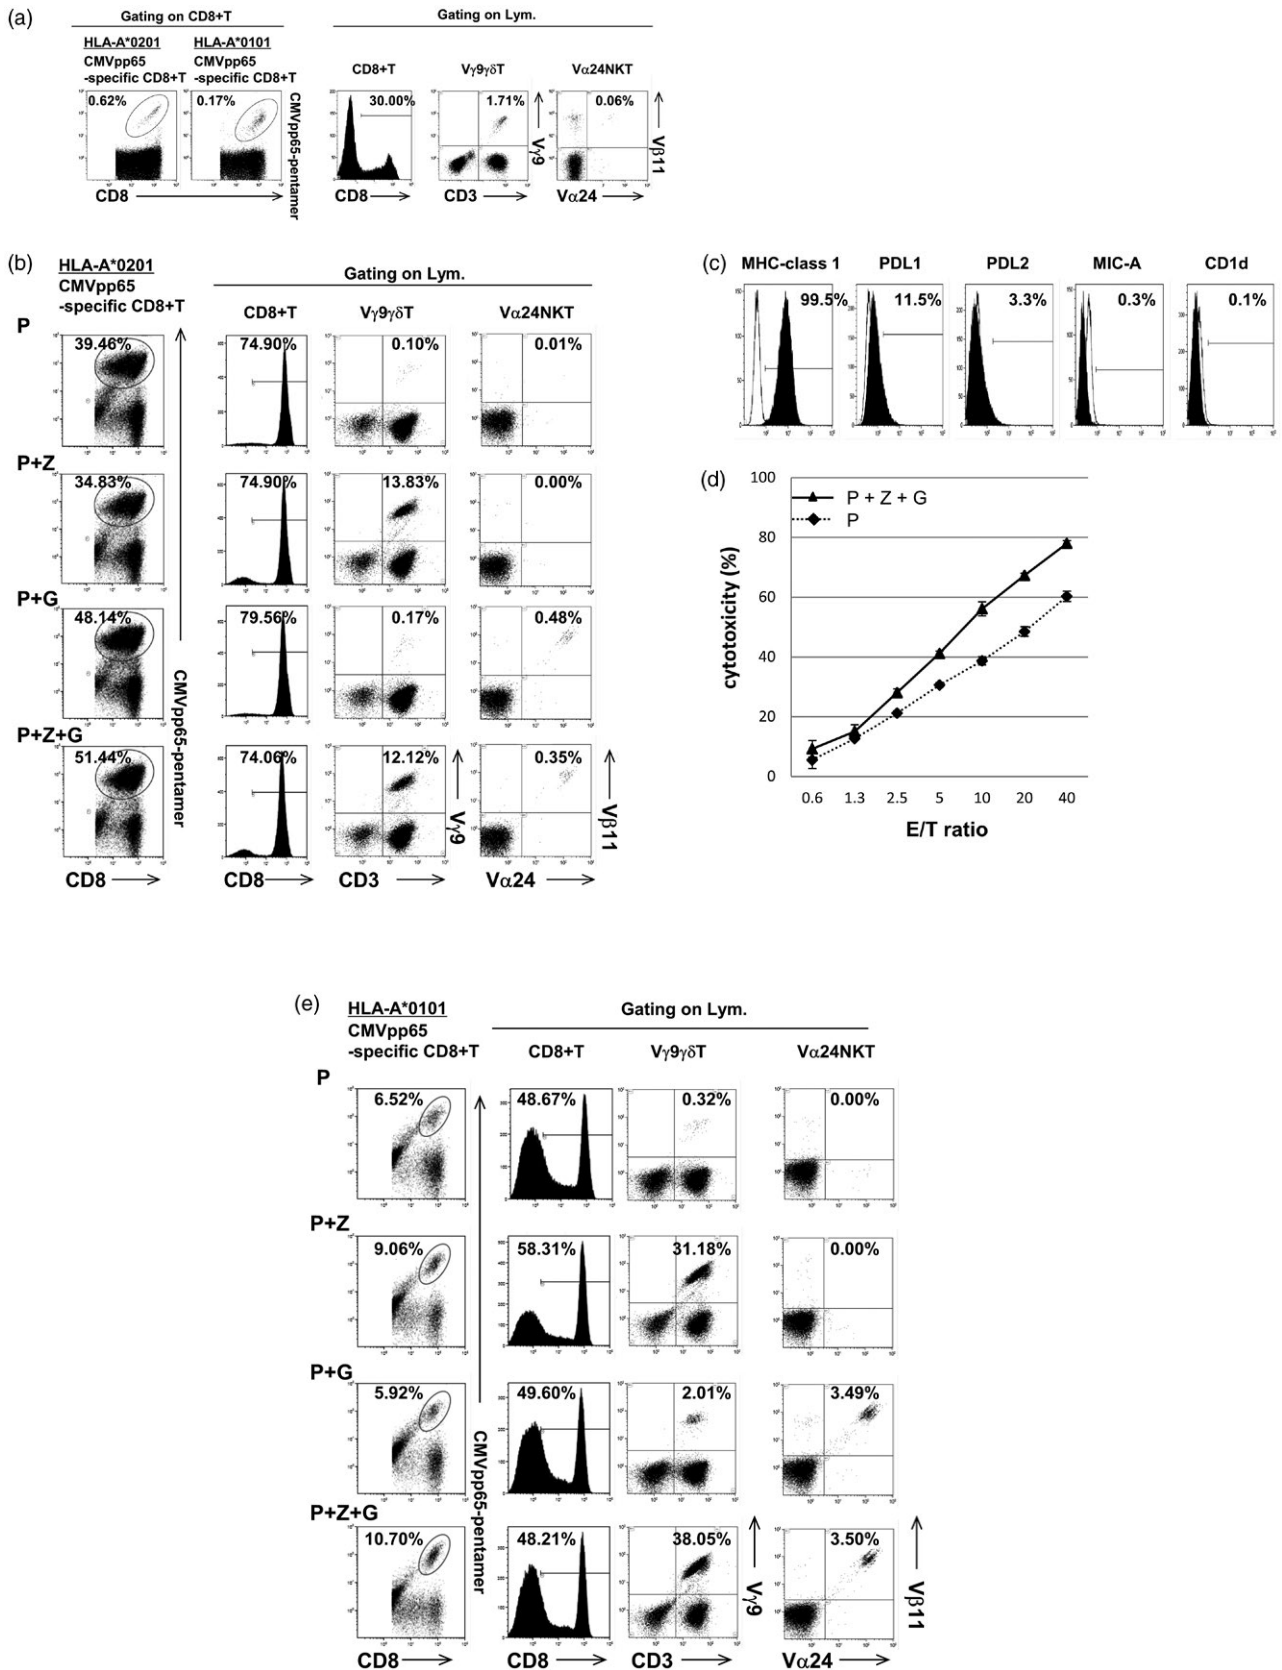 (a)
Gating on CD8+T
Gating on Lym.
HLA-A*0201
CMVpp65
-specific CD8+T
HLA-A*0101
CMVpp65
-specific CD8+T
CD8+T
Vγ9γδT
Vα24NKT
0.62%
0.17%
30.00%
1.71%
0.06%
CMVpp65-pentamer
Vγ9
Vβ11
CD8
CD8
CD3
Vα24
(b)
HLA-A*0201
CMVpp65
-specific CD8+T
Gating on Lym.
CD8+T
Vγ9γδT
Vα24NKT
P
39.46%
74.90%
0.10%
0.01%
P+Z
34.83%
74.90%
13.83%
0.00%
P+G
48.14%
79.56%
0.17%
0.48%
P+Z+G
51.44%
74.06%
12.12%
0.35%
CMVpp65-pentamer
Vγ9
Vβ11
CD8
CD8
CD3
Vα24
(c)
MHC-class 1
PDL1
PDL2
MIC-A
CD1d
99.5%
11.5%
3.3%
0.3%
0.1%
(d)
cytotoxicity (%)
100
80
60
40
20
0
P + Z + G
P
0.6 1.3 2.5 5 10 20 40
E/T ratio
(e)
HLA-A*0101
CMVpp65
-specific CD8+T
Gating on Lym.
CD8+T
Vγ9γδT
Vα24NKT
P
6.52%
48.67%
0.32%
0.00%
P+Z
9.06%
58.31%
31.18%
0.00%
P+G
5.92%
49.60%
2.01%
3.49%
P+Z+G
10.70%
48.21%
38.05%
3.50%
CMVpp65-pentamer
Vγ9
Vβ11
CD8
CD8
CD3
Vα24